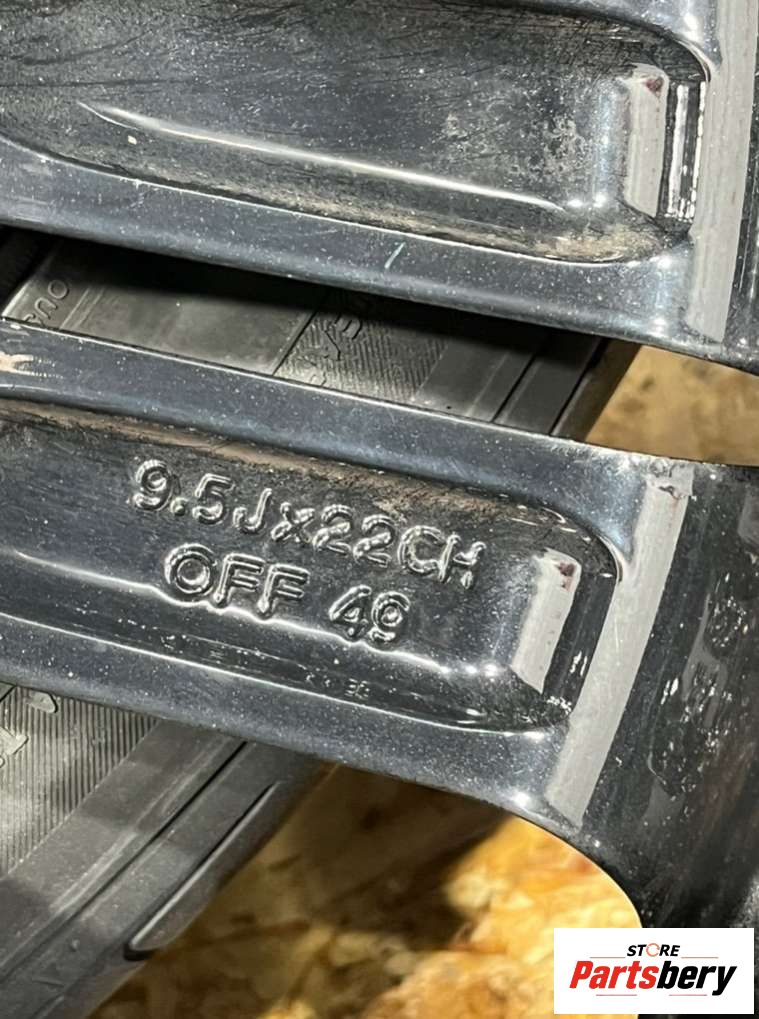 9.5Jx22CH
OFF 49
STORE
Partsbery